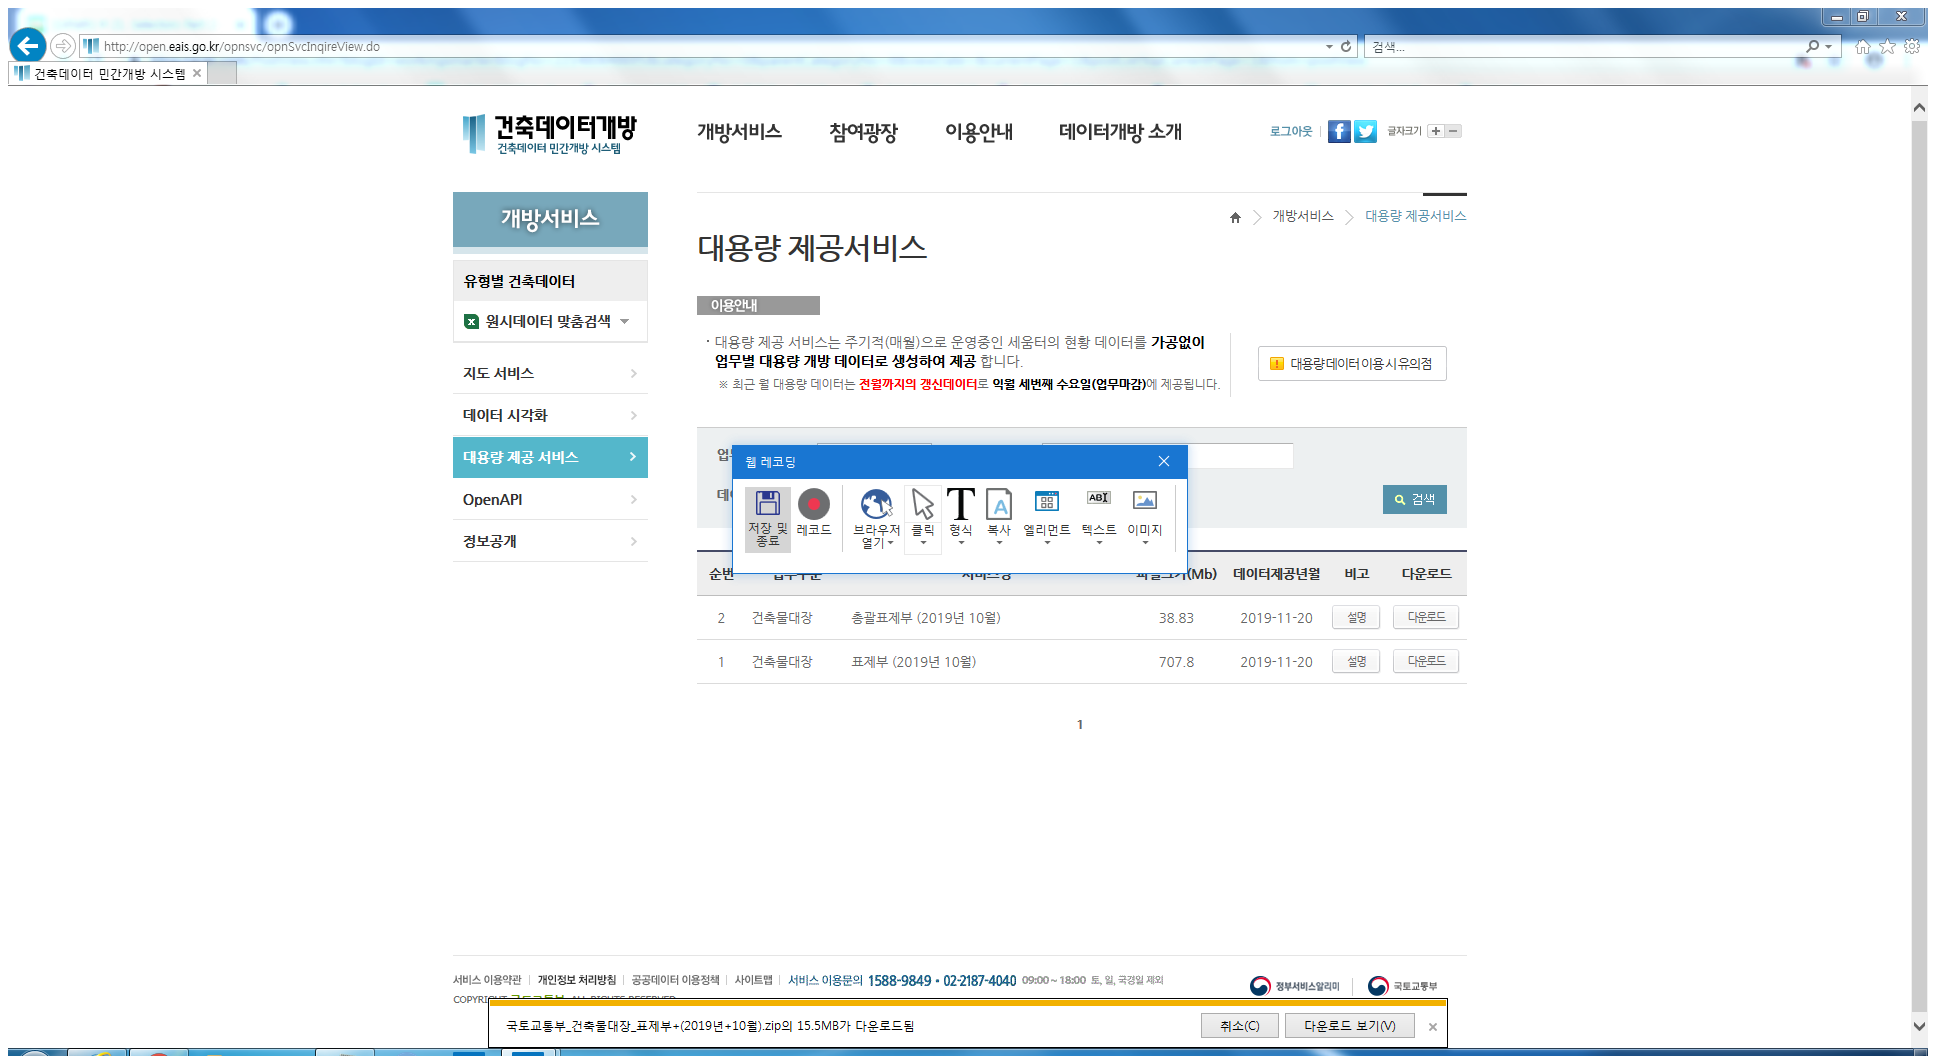 http://open.eais.go.kr/opnsvc/opnSvcInqireView.do
검색...
건축데이터 민간개방 시스템
건축데이터개방
건축데이터 민간개방 시스템
개방서비스
참여광장
이용안내
데이터개방 소개
로그아웃
글자크기
개방서비스
유형별 건축데이터
원시데이터 맞춤검색
지도 서비스
데이터 시각화
대용량 제공 서비스
OpenAPI
정보공개
개방서비스
대용량 제공서비스
대용량 제공서비스
이용안내
· 대용량 제공 서비스는 주기적(매월)으로 운영중인 세움터의 현황 데이터를 가공없이
업무별 대용량 개방 데이터로 생성하여 제공 합니다.
※ 최근 월 대용량 데이터는 전월까지의 갱신데이터로 익월 세번째 수요일(업무마감)에 제공됩니다.
대용량데이터이용시유의점
검색
웹 레코딩
저장 및 종료
레코드
브라우저 열기
클릭
형식
복사
엘리먼트
텍스트
이미지
순번
데이터제공년월
비고
다운로드
2 건축물대장 총괄표제부 (2019년 10월) 38.83 2019-11-20 설명 다운로드
1 건축물대장 표제부 (2019년 10월) 707.8 2019-11-20 설명 다운로드
1
서비스 이용약관 | 개인정보 처리방침 | 공공데이터 이용정책 | 사이트맵 | 서비스 이용문의 1588-9849 • 02-2187-4040 09:00 ~ 18:00 토, 일, 국경일 제외
정부서비스알리미
국토교통부
국토교통부_건축물대장_표제부+(2019년+10월).zip의 15.5MB가 다운로드됨
취소(C)
다운로드 보기(V)